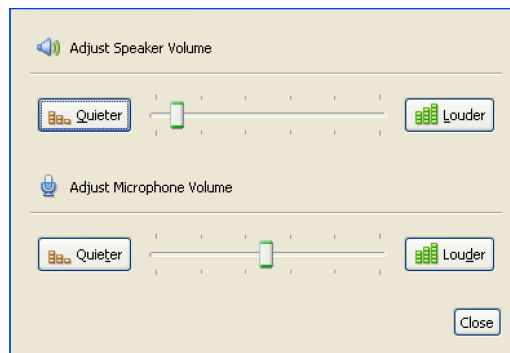 Adjust Speaker Volume
Quieter Louder
Adjust Microphone Volume
Quieter Louder
Close